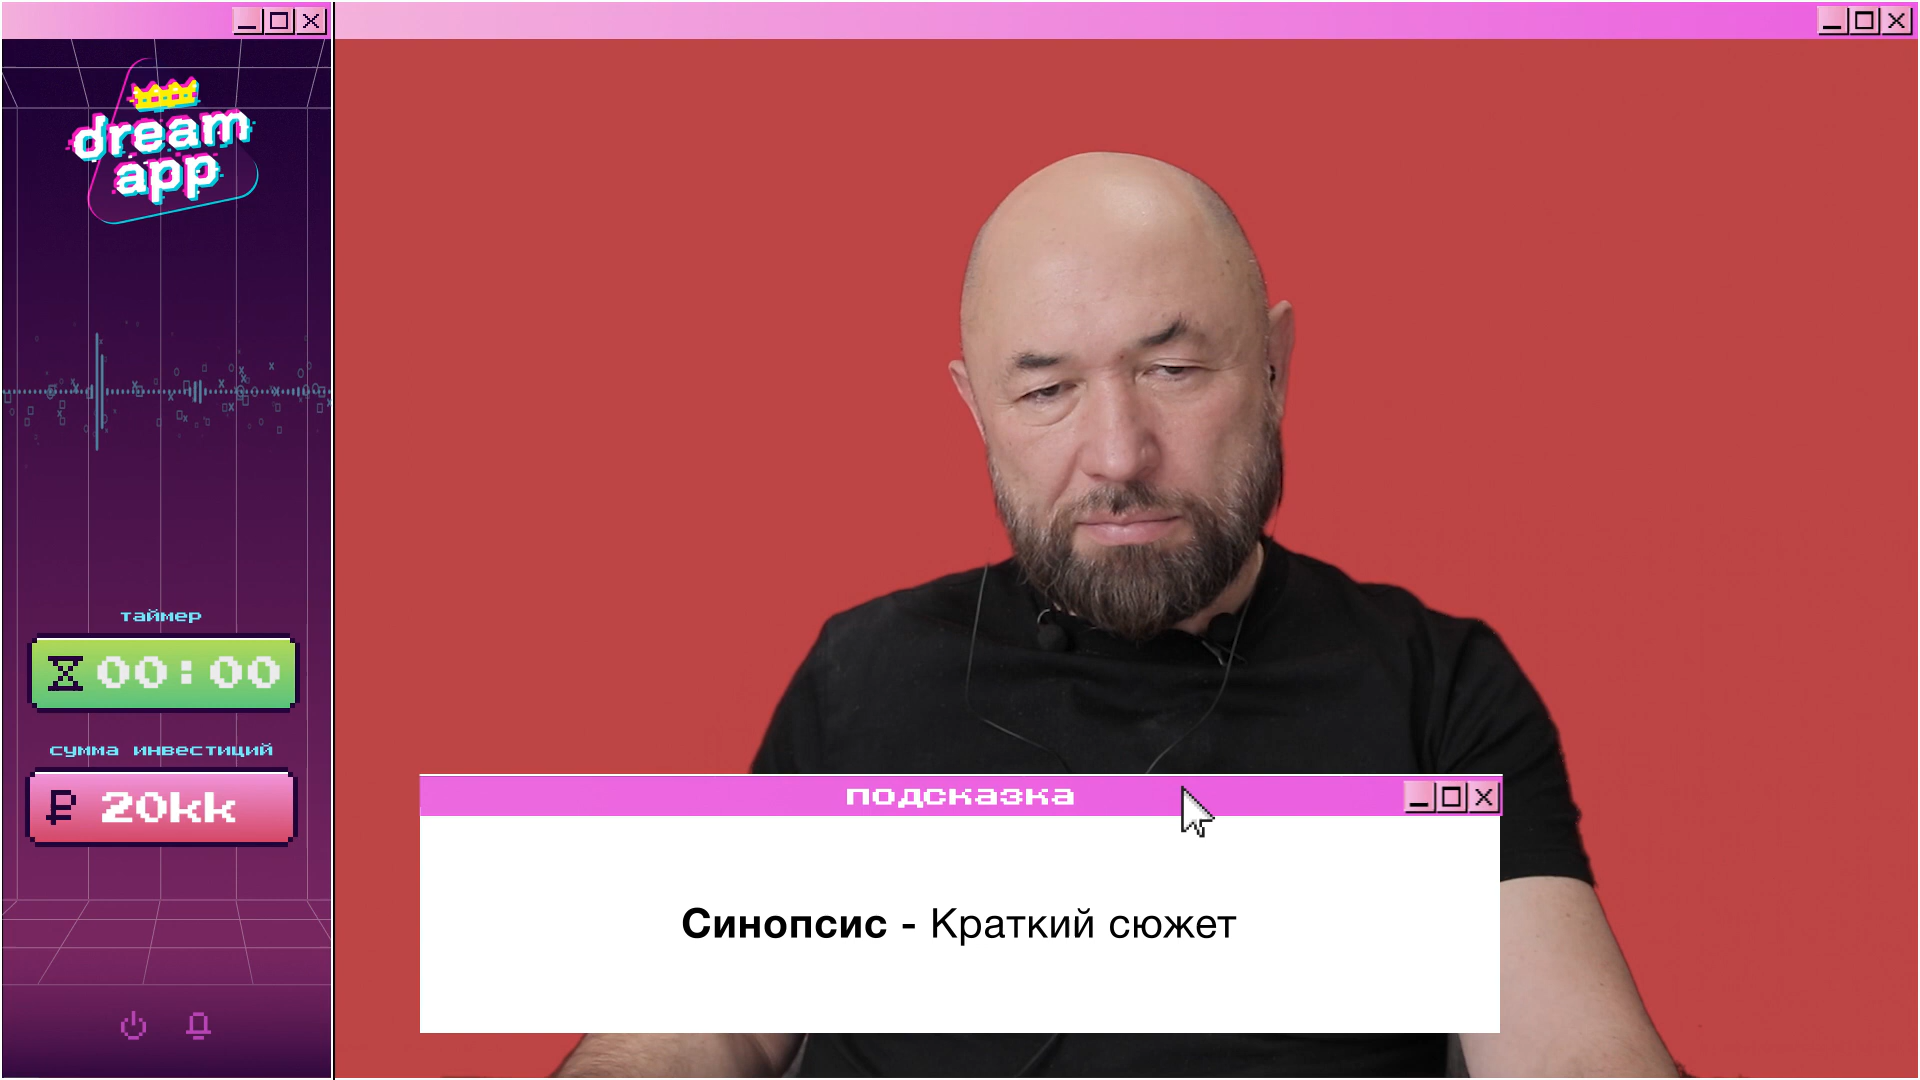 dream
app
таймер
00:00
сумма инвестиций
₽ 20kk
подсказка
Синопсис - Краткий сюжет